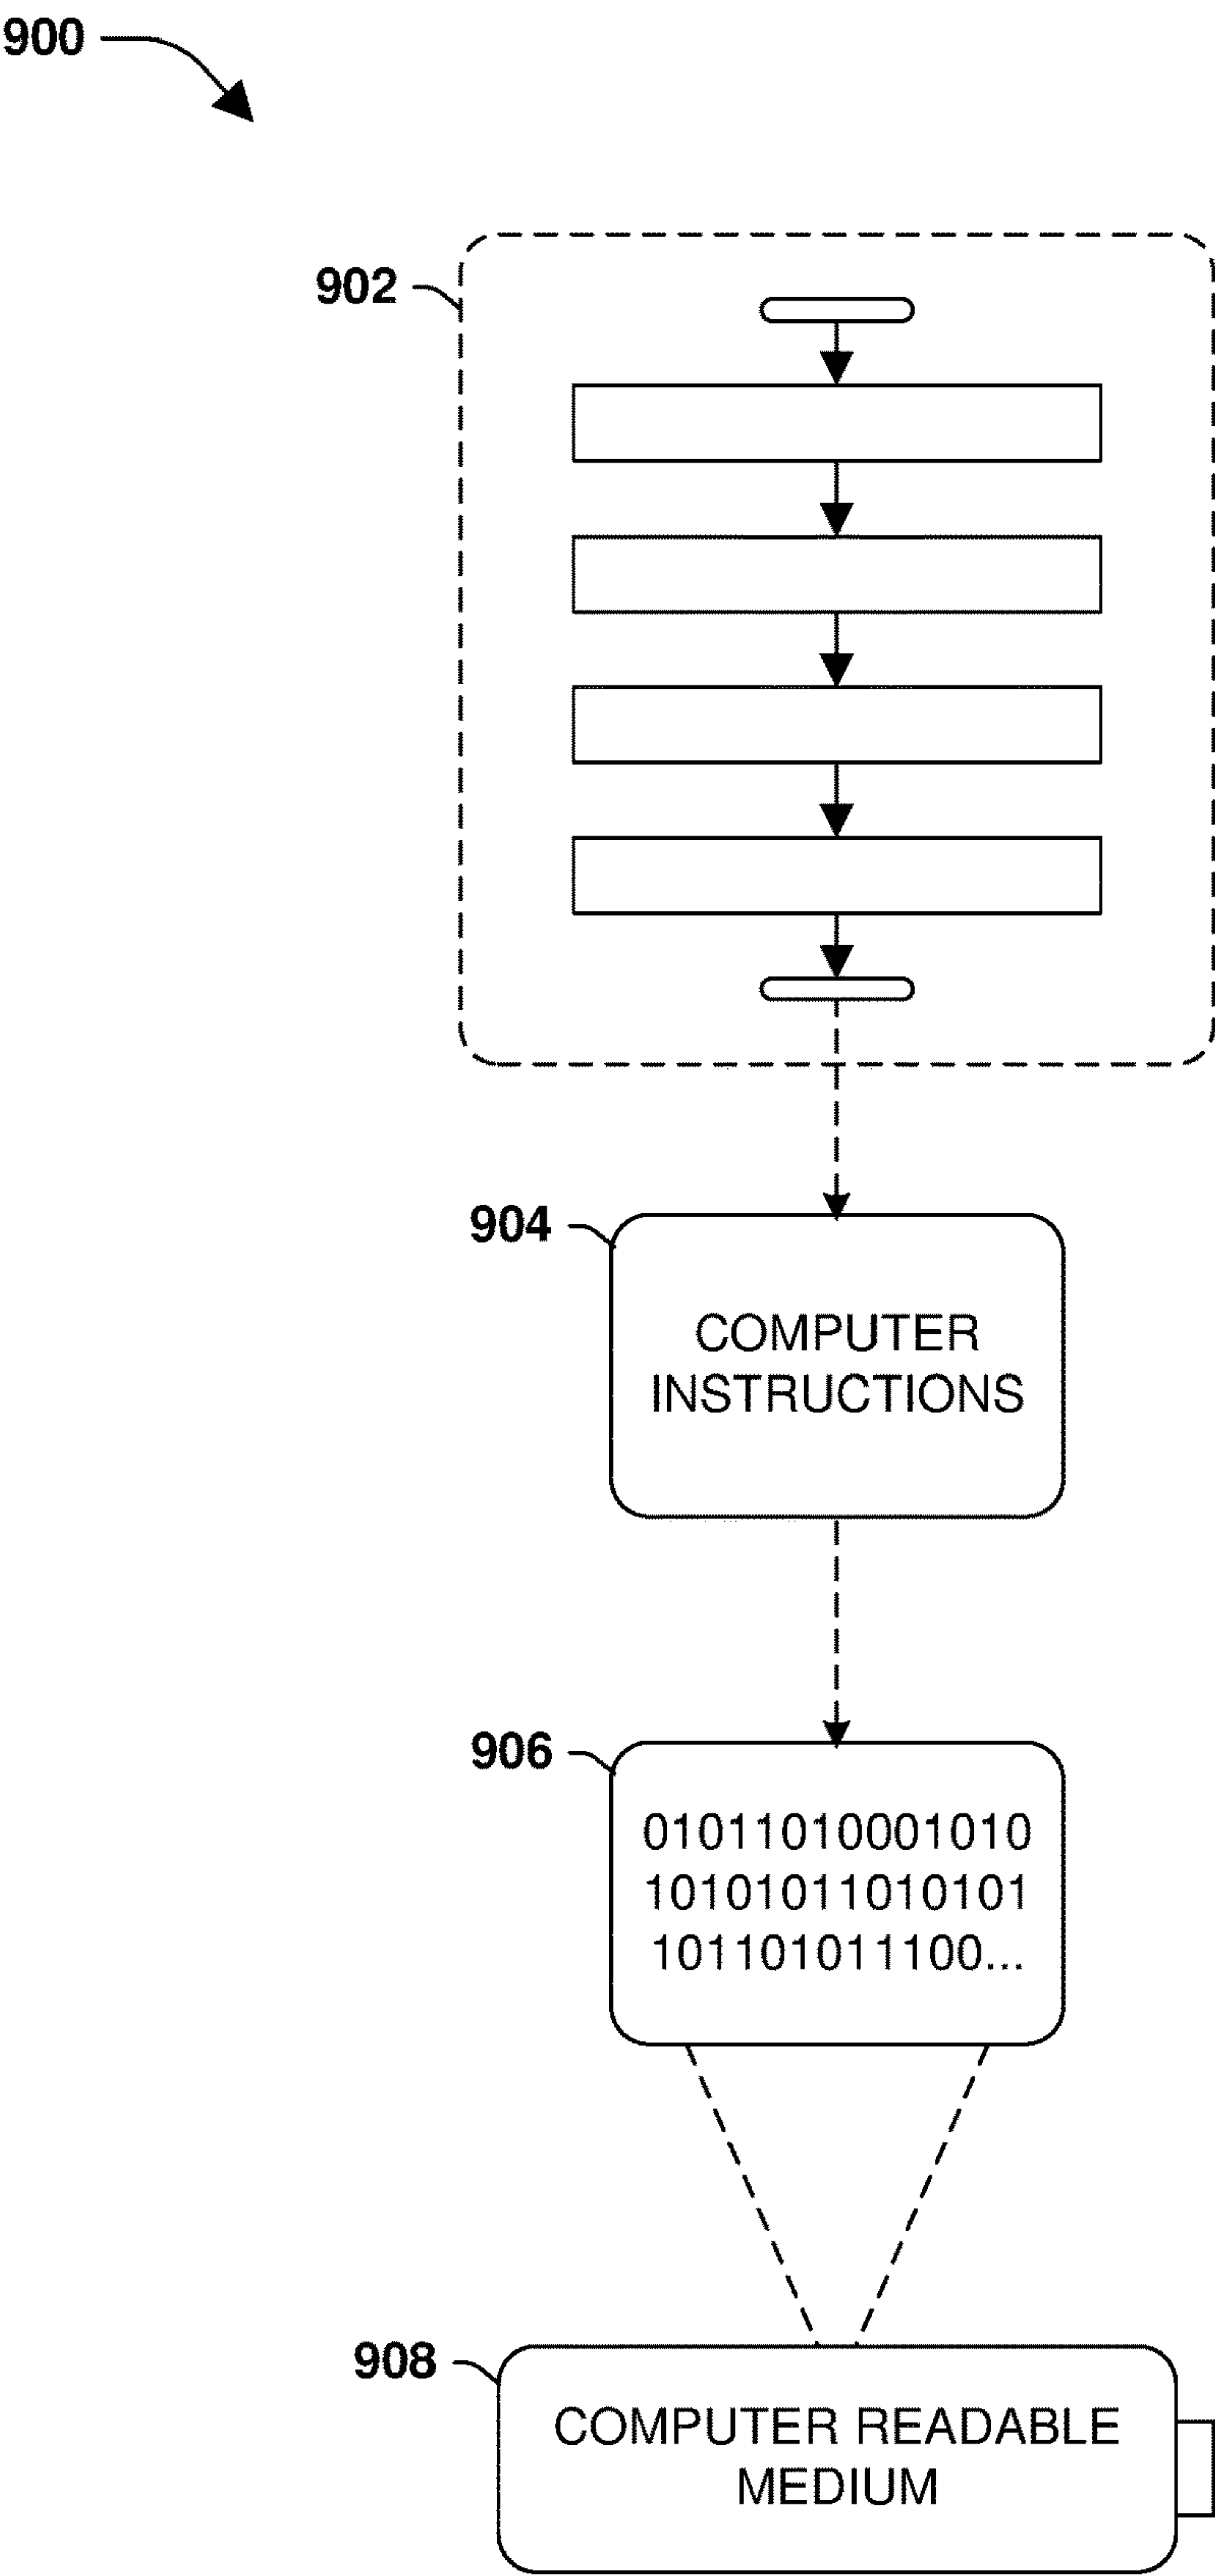 900
902
904
COMPUTER
INSTRUCTIONS
906
01011010001010
10101011010101
101101011100...
908
COMPUTER READABLE
MEDIUM